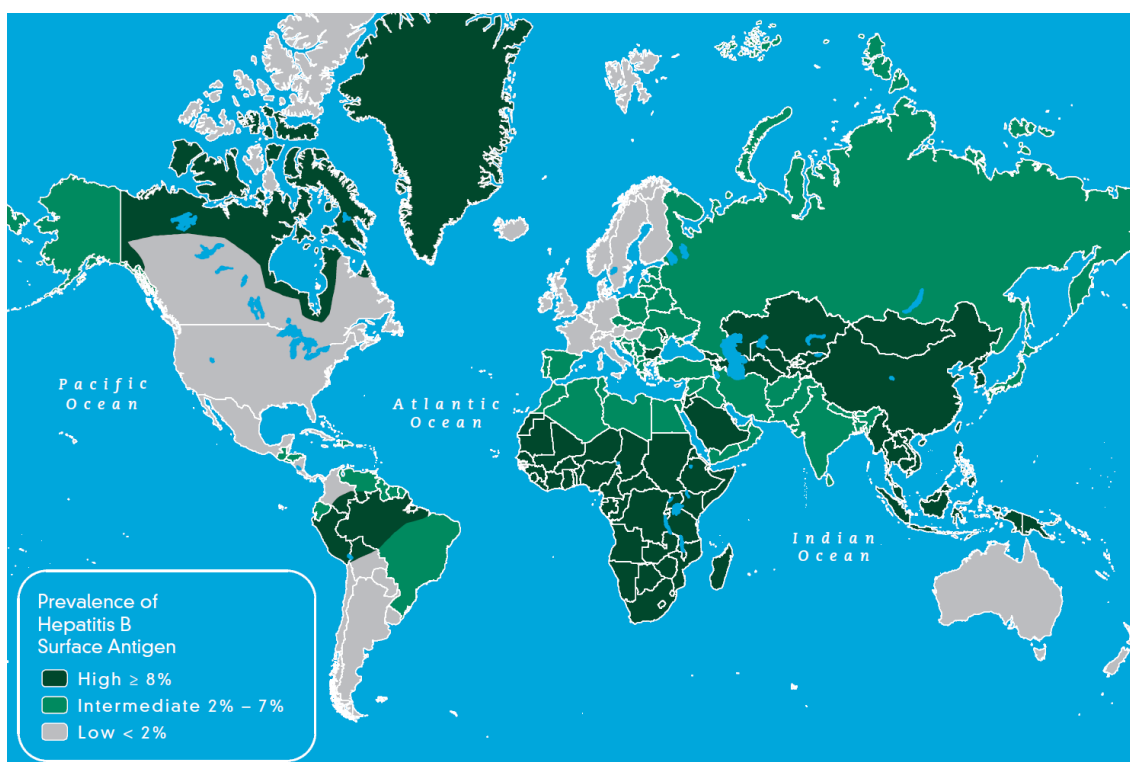 Pacific
Ocean
Atlantic
Ocean
Indian
Ocean
Prevalence of
Hepatitis B
Surface Antigen
High ≥ 8%
Intermediate 2% – 7%
Low < 2%